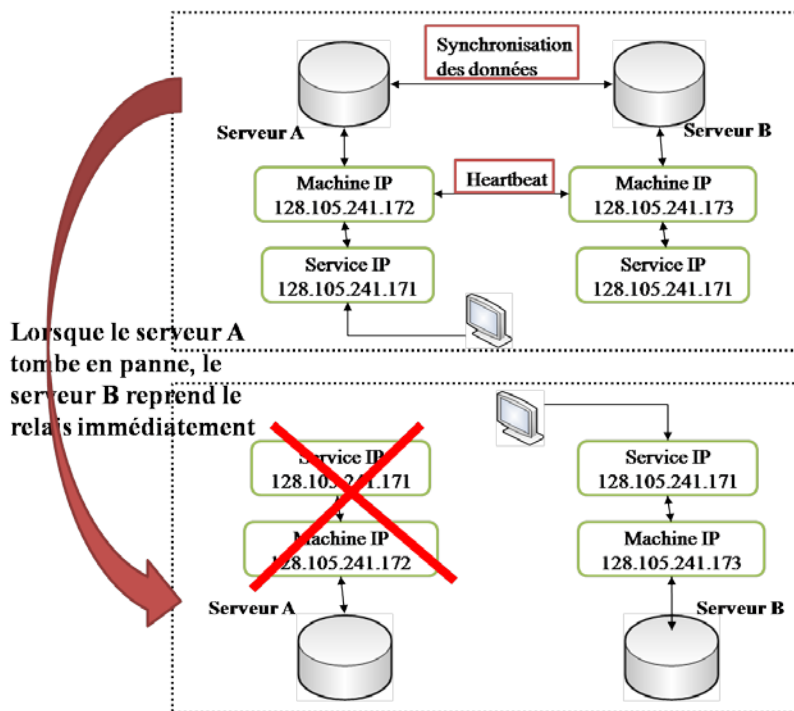 Synchronisation
des données
Serveur A
Serveur B
Machine IP
128.105.241.172
Heartbeat
Machine IP
128.105.241.173
Service IP
128.105.241.171
Service IP
128.105.241.171
Lorsque le serveur A
tombe en panne, le
serveur B reprend le
relais immédiatement
Service IP
128.105.241.171
Service IP
128.105.241.171
Machine IP
128.105.241.172
Machine IP
128.105.241.173
Serveur A
Serveur B